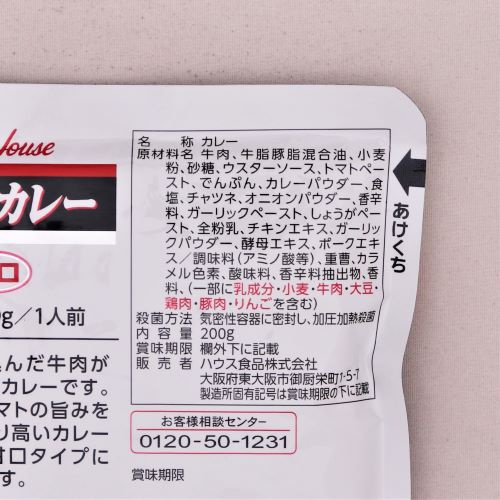 House
カレー
口
g／1人前
んだ牛肉が
カレーです。
マトの旨みを
り高いカレー
甘口タイプに
す。
名　　称 カレー
原材料名 牛肉、牛脂豚脂混合油、小麦
粉、砂糖、ウスターソース、トマトペー
スト、でんぷん、カレーパウダー、食
塩、チャツネ、オニオンパウダー、香辛
料、ガーリックペースト、しょうがペー
スト、全粉乳、チキンエキス、ガーリッ
クパウダー、酵母エキス、ポークエキ
ス／調味料（アミノ酸等）、重曹、カラ
メル色素、酸味料、香辛料抽出物、香
料、（一部に乳成分・小麦・牛肉・大豆・
鶏肉・豚肉・りんごを含む）
殺菌方法 気密性容器に密封し、加圧加熱殺菌
内 容 量 200g
賞味期限 欄外下に記載
販 売 者 ハウス食品株式会社
大阪府東大阪市御厨栄町1-5-7
製造所固有記号は賞味期限の下に記載
お客様相談センター
0120-50-1231
賞味期限
あけくち